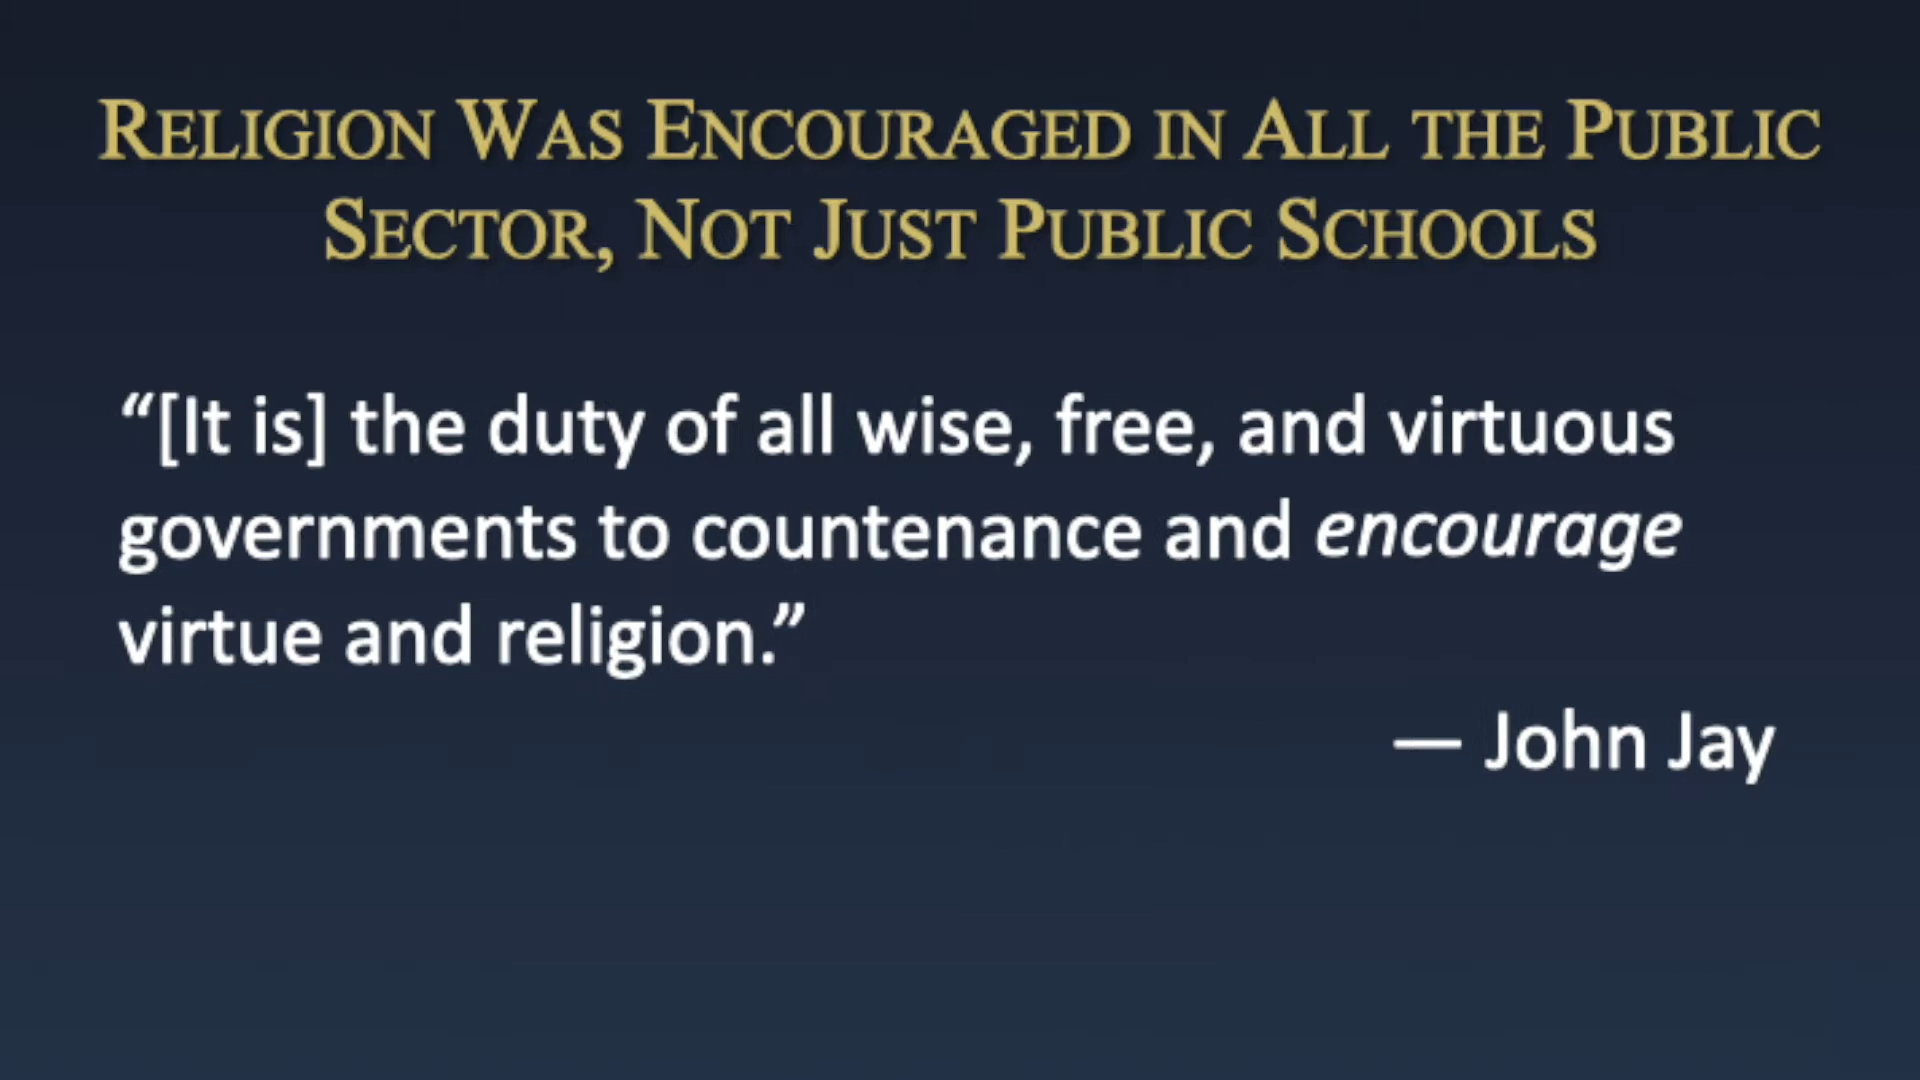 Religion Was Encouraged in All the Public
Sector, Not Just Public Schools
“[It is] the duty of all wise, free, and virtuous
governments to countenance and encourage
virtue and religion.”
— John Jay